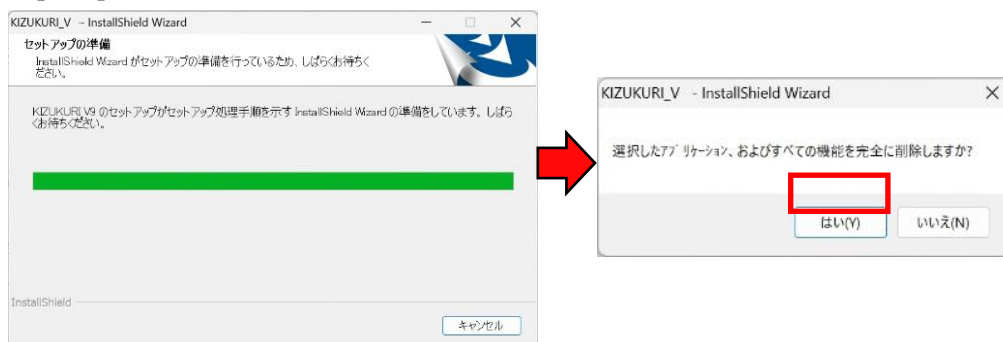 KIZUKURI_V - InstallShield Wizard
セットアップの準備
InstallShield Wizard がセットアップの準備を行っているため、しばらくお待ちく
ださい。
KIZUKURI_V9 のセットアップがセットアップ処理手順を示す InstallShield Wizard の準備をしています。しばら
くお待ちください。
InstallShield
キャンセル
KIZUKURI_V - InstallShield Wizard
選択したアプリケーション、およびすべての機能を完全に削除しますか?
はい(Y)
いいえ(N)